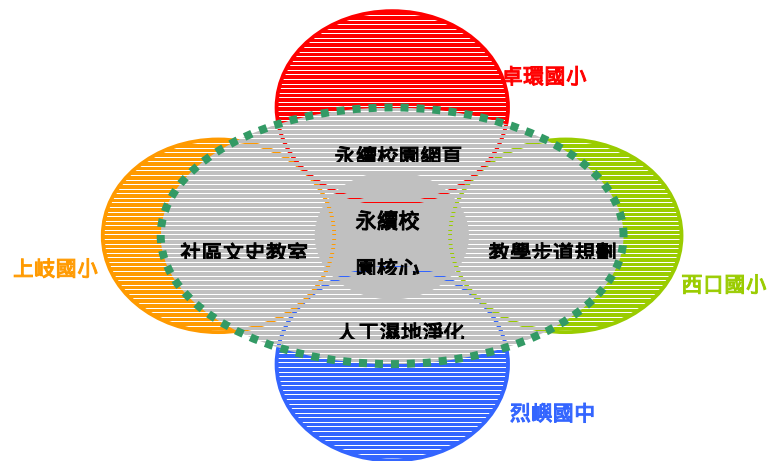 卓環國小
永續校園網頁
永續校
園核心
社區文史教室
教學步道規劃
上岐國小
西口國小
人工濕地淨化
烈嶼國中